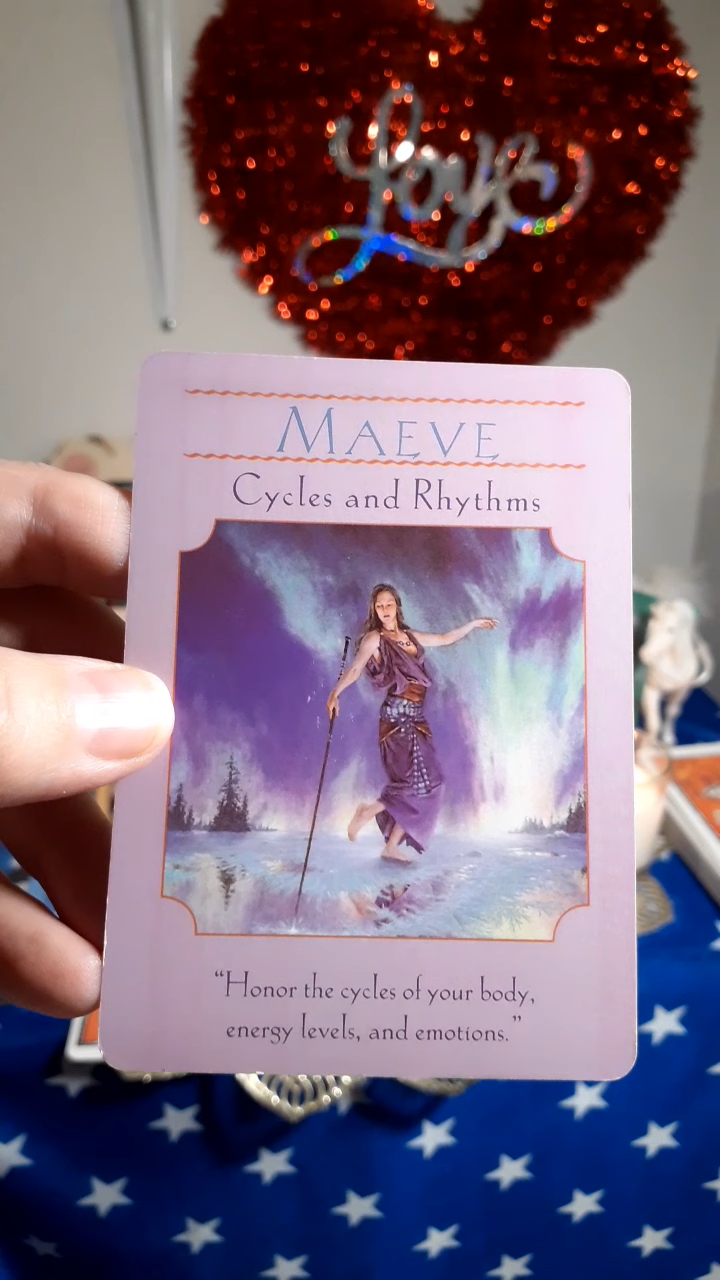 Love
MAEVE
Cycles and Rhythms
“Honor the cycles of your body,
energy levels, and emotions.”